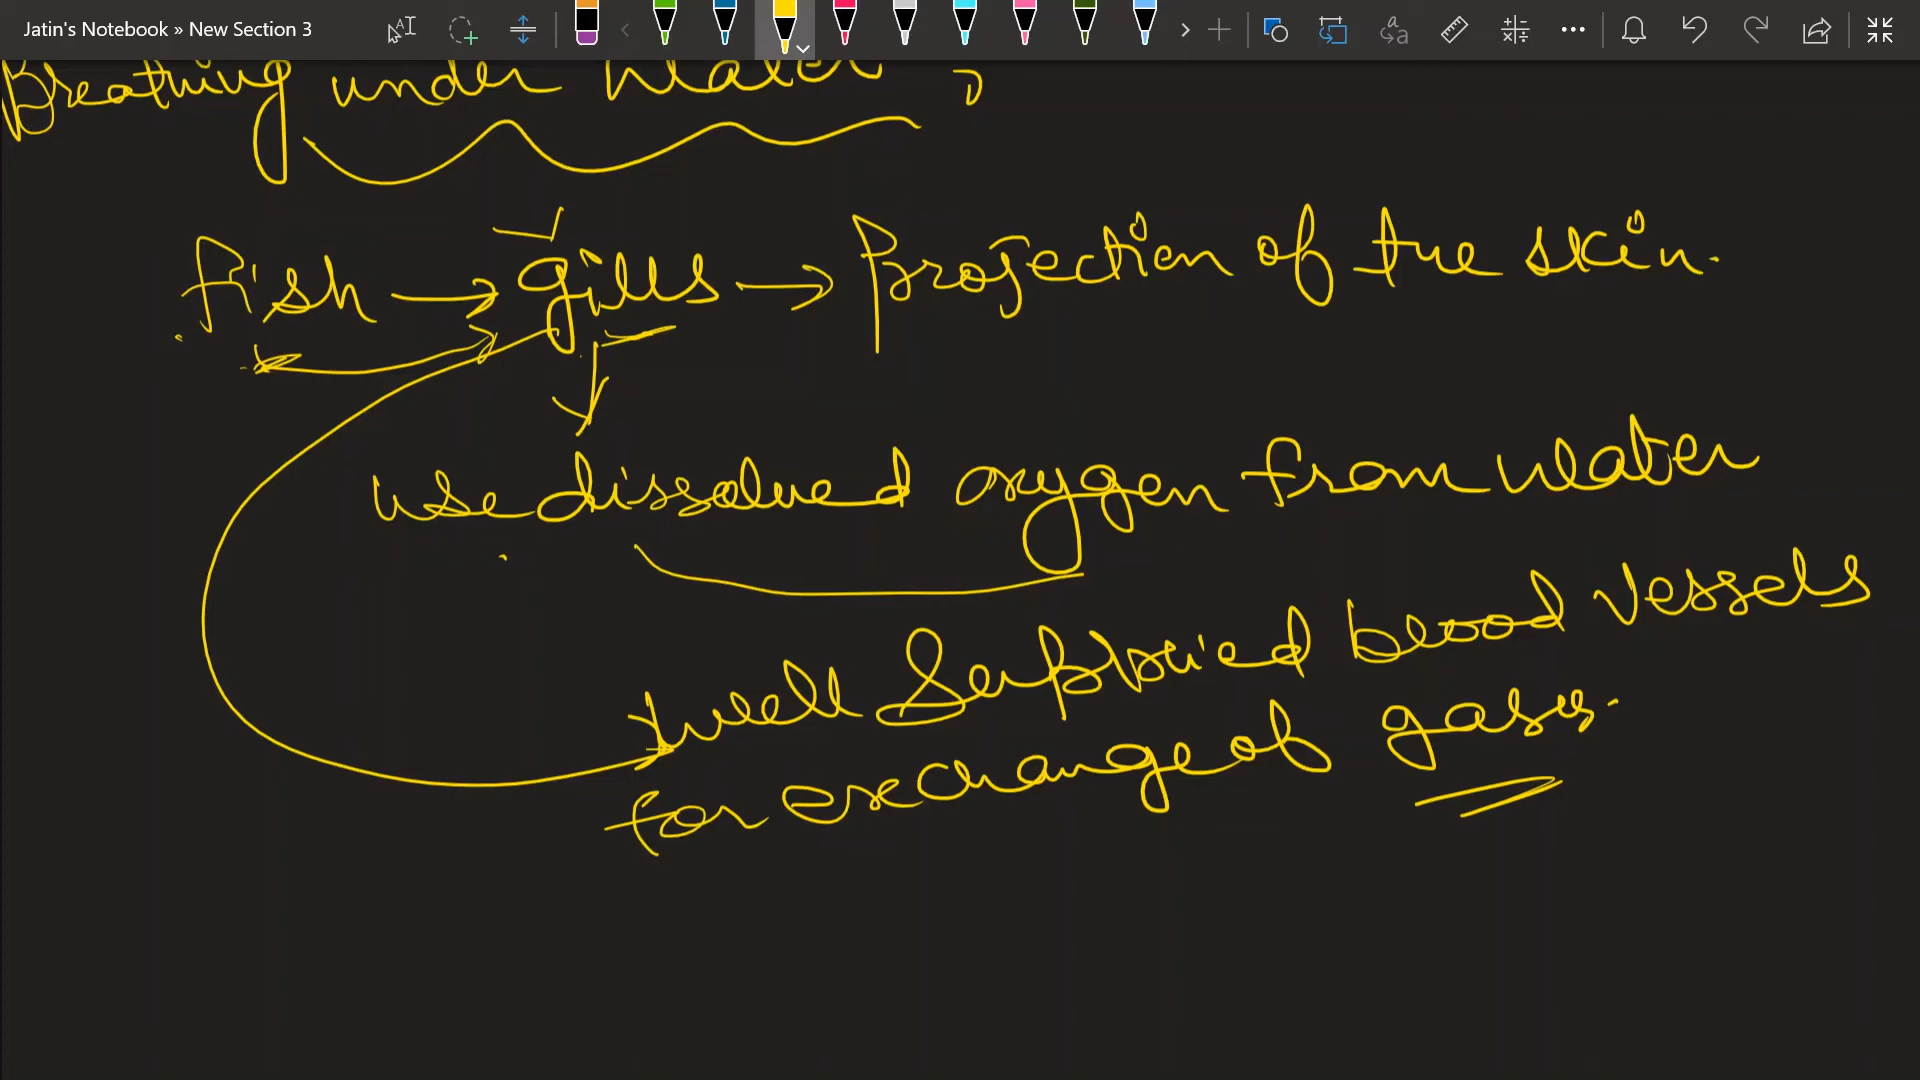 Jatin's Notebook » New Section 3
Breathing under Water
Fish → gills → Projection of the skin.
use dissolved oxygen from water
well Supplied blood vessels
for exchange of gases.